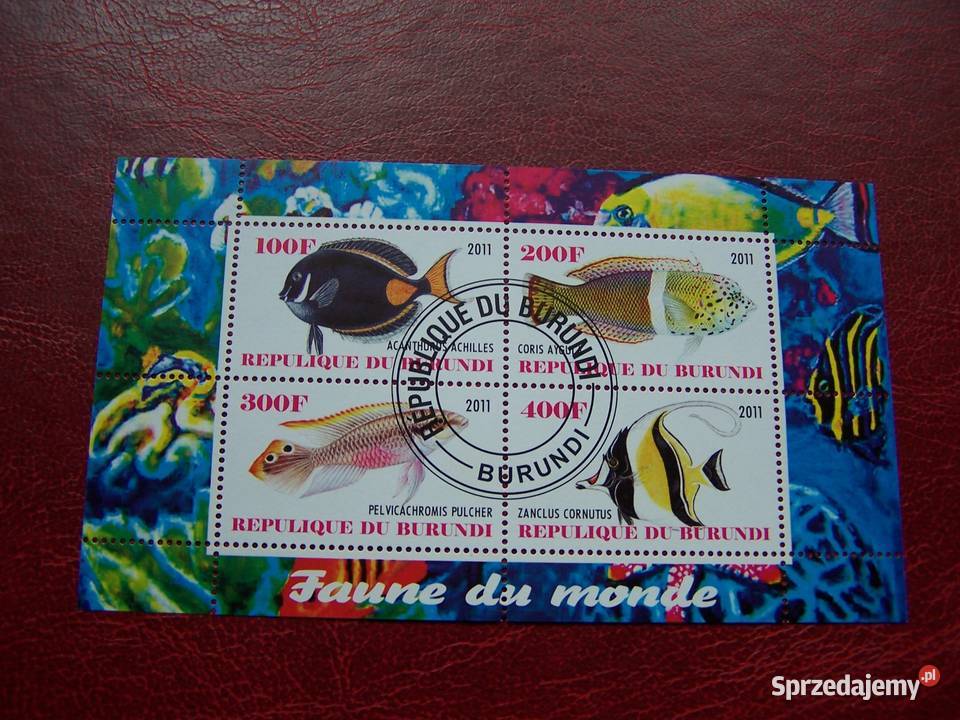 100F 2011
ACANTHURUS ACHILLES
REPUBLIQUE DU BURUNDI
200F 2011
CORIS AYGULA
REPUBLIQUE DU BURUNDI
300F 2011
PELVICACHROMIS PULCHER
REPUBLIQUE DU BURUNDI
400F 2011
ZANCLUS CORNUTUS
REPUBLIQUE DU BURUNDI
RÉPUBLIQUE DU BURUNDI
BURUNDI
Faune du monde
Sprzedajemy.pl